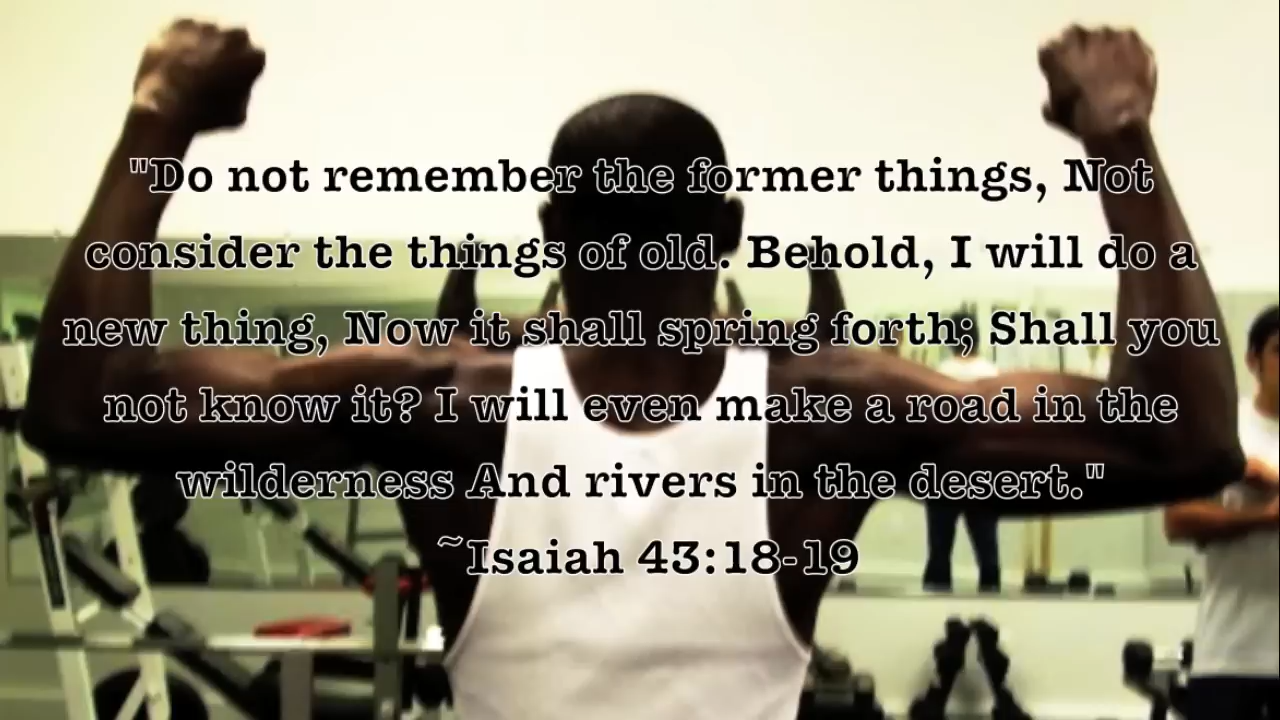 "Do not remember the former things, Not
consider the things of old. Behold, I will do a
new thing, Now it shall spring forth; Shall you
not know it? I will even make a road in the
wilderness And rivers in the desert."
~Isaiah 43:18-19